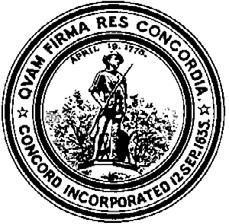 QVAM FIRMA RES CONCORDIA
APRIL 19, 1775.
CONCORD INCORPORATED 12.SEP.1635.